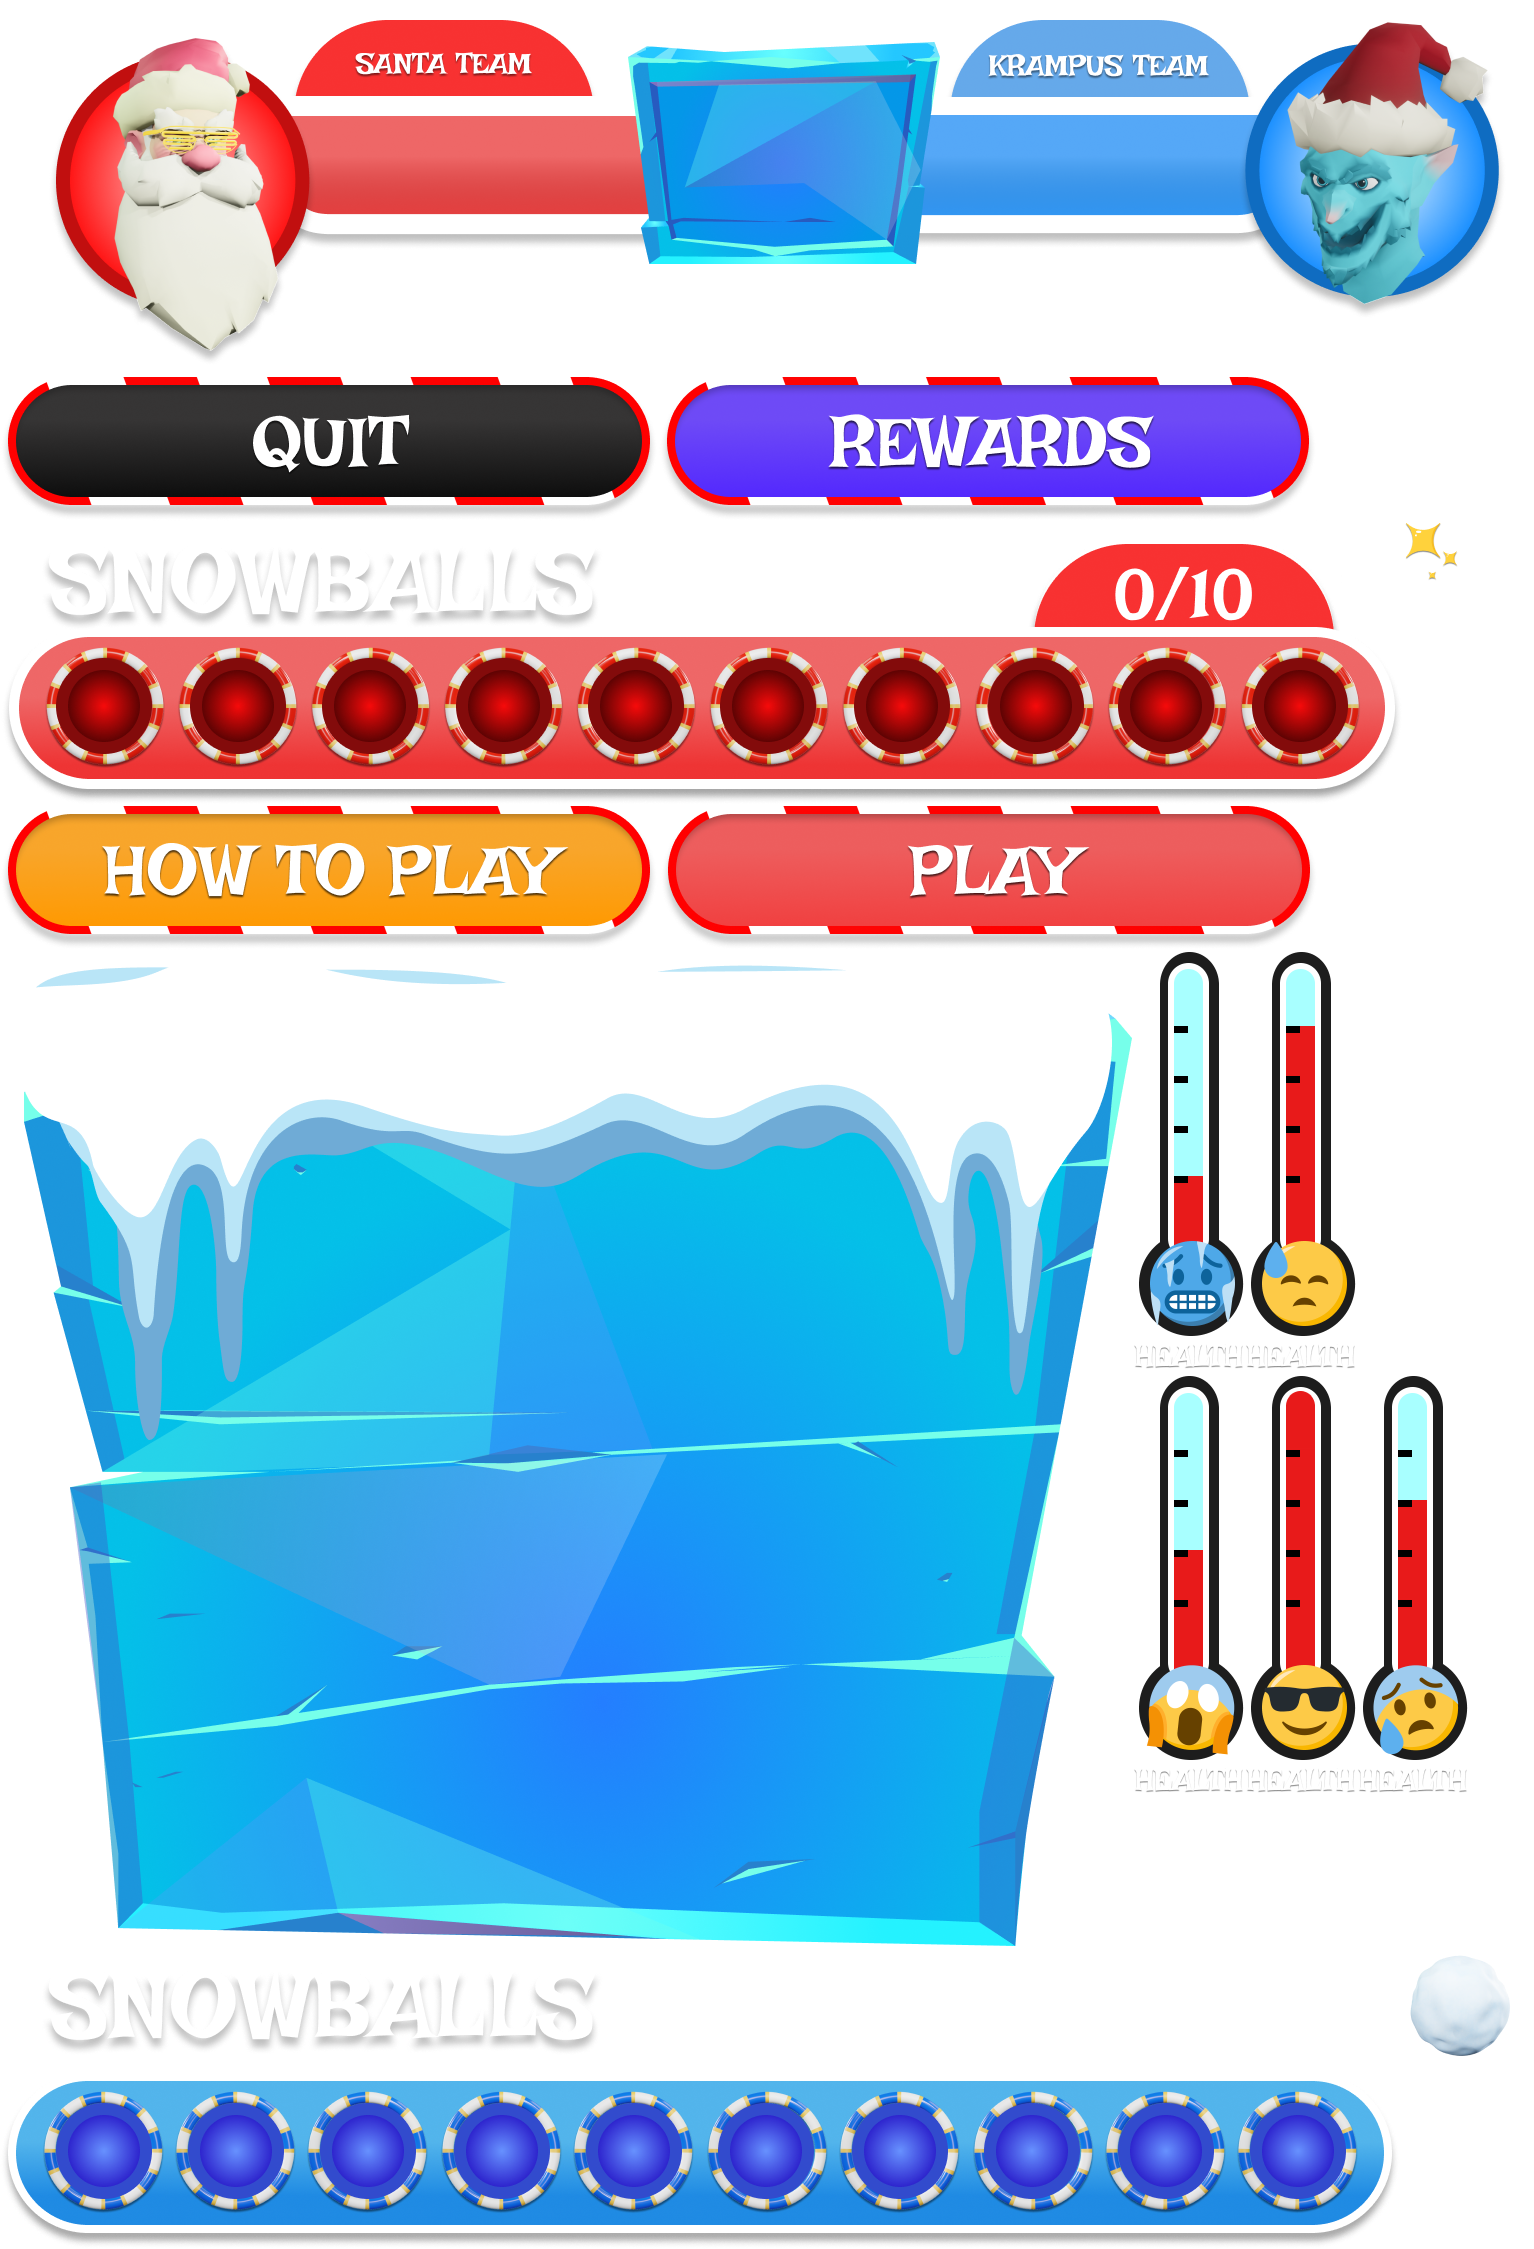 SANTA TEAM
KRAMPUS TEAM
QUIT
REWARDS
SNOWBALLS
0/10
HOW TO PLAY
PLAY
HEALTH HEALTH
HEALTH HEALTH HEALTH
SNOWBALLS